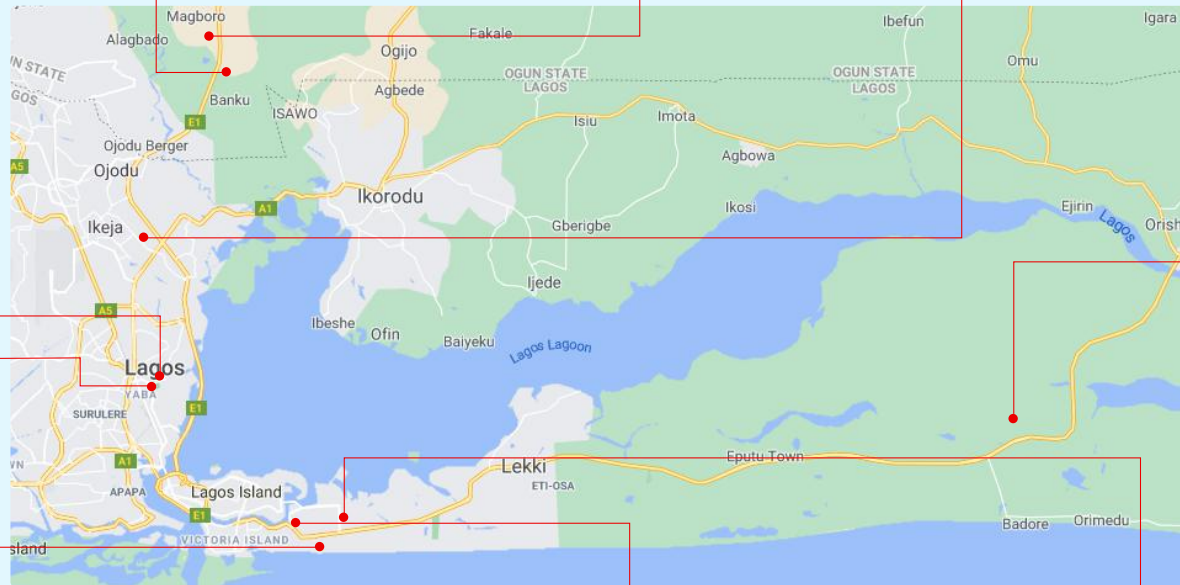 Magboro
Alagbado
Fakale
Ibefun
Igara
Ogijo
Omu
N STATE
GOS
OGUN STATE
LAGOS
OGUN STATE
LAGOS
Agbede
Banku
ISAWO
E1
Isiu
Imota
Ojodu Berger
Agbowa
A5
Ojodu
Ikorodu
A1
Ikosi
Ejirin
Lagos
Orish
Ikeja
Gberigbe
Ijede
A5
Ibeshe
Ofin
Baiyeku
Lagos Lagoon
Lagos
YABA
E1
SURULERE
WN
A1
Lekki
Eputu Town
ETI-OSA
APAPA
Lagos Island
E1
VICTORIA ISLAND
Badore
Orimedu
sland